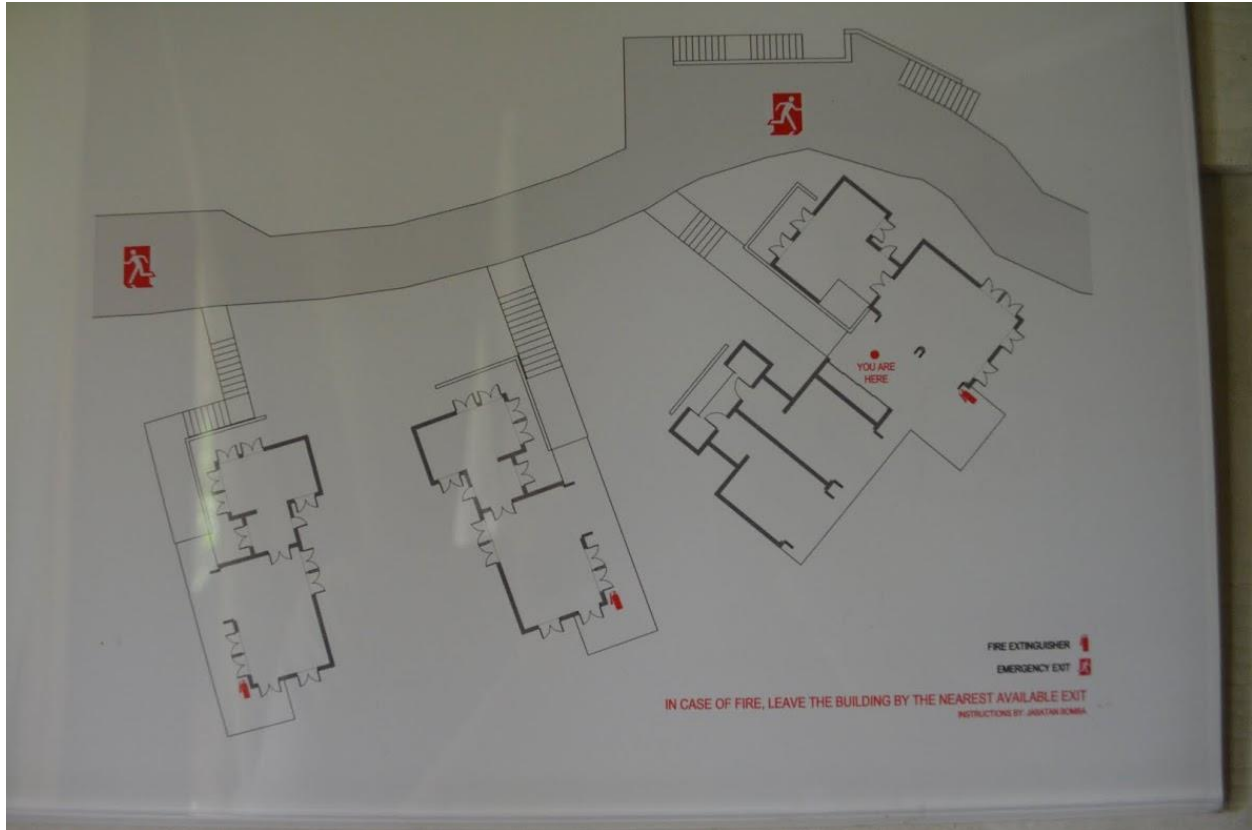 YOU ARE
HERE
FIRE EXTINGUISHER
EMERGENCY EXIT
IN CASE OF FIRE, LEAVE THE BUILDING BY THE NEAREST AVAILABLE EXIT
INSTRUCTIONS BY: JABATAN BOMBA